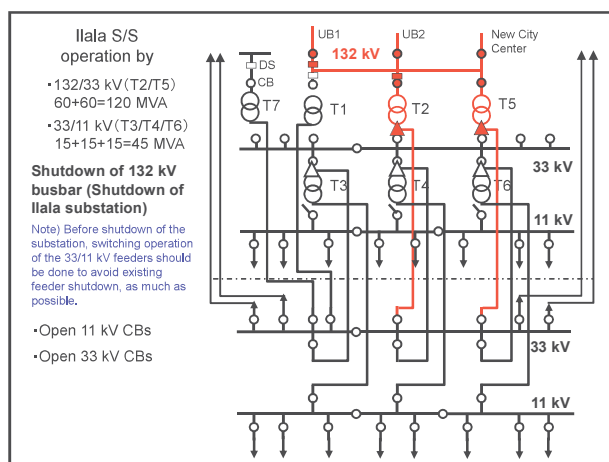 Ilala S/S
operation by
・132/33 kV(T2/T5)
60+60=120 MVA
・33/11 kV(T3/T4/T6)
15+15+15=45 MVA
Shutdown of 132 kV
busbar (Shutdown of
Ilala substation)
Note) Before shutdown of the
substation, switching operation
of the 33/11 kV feeders should
be done to avoid existing
feeder shutdown, as much as
possible.
・Open 11 kV CBs
・Open 33 kV CBs
UB1
UB2
New City
Center
132 kV
DS
CB
T7
T1
T2
T5
33 kV
T3
T4
T6
11 kV
33 kV
11 kV